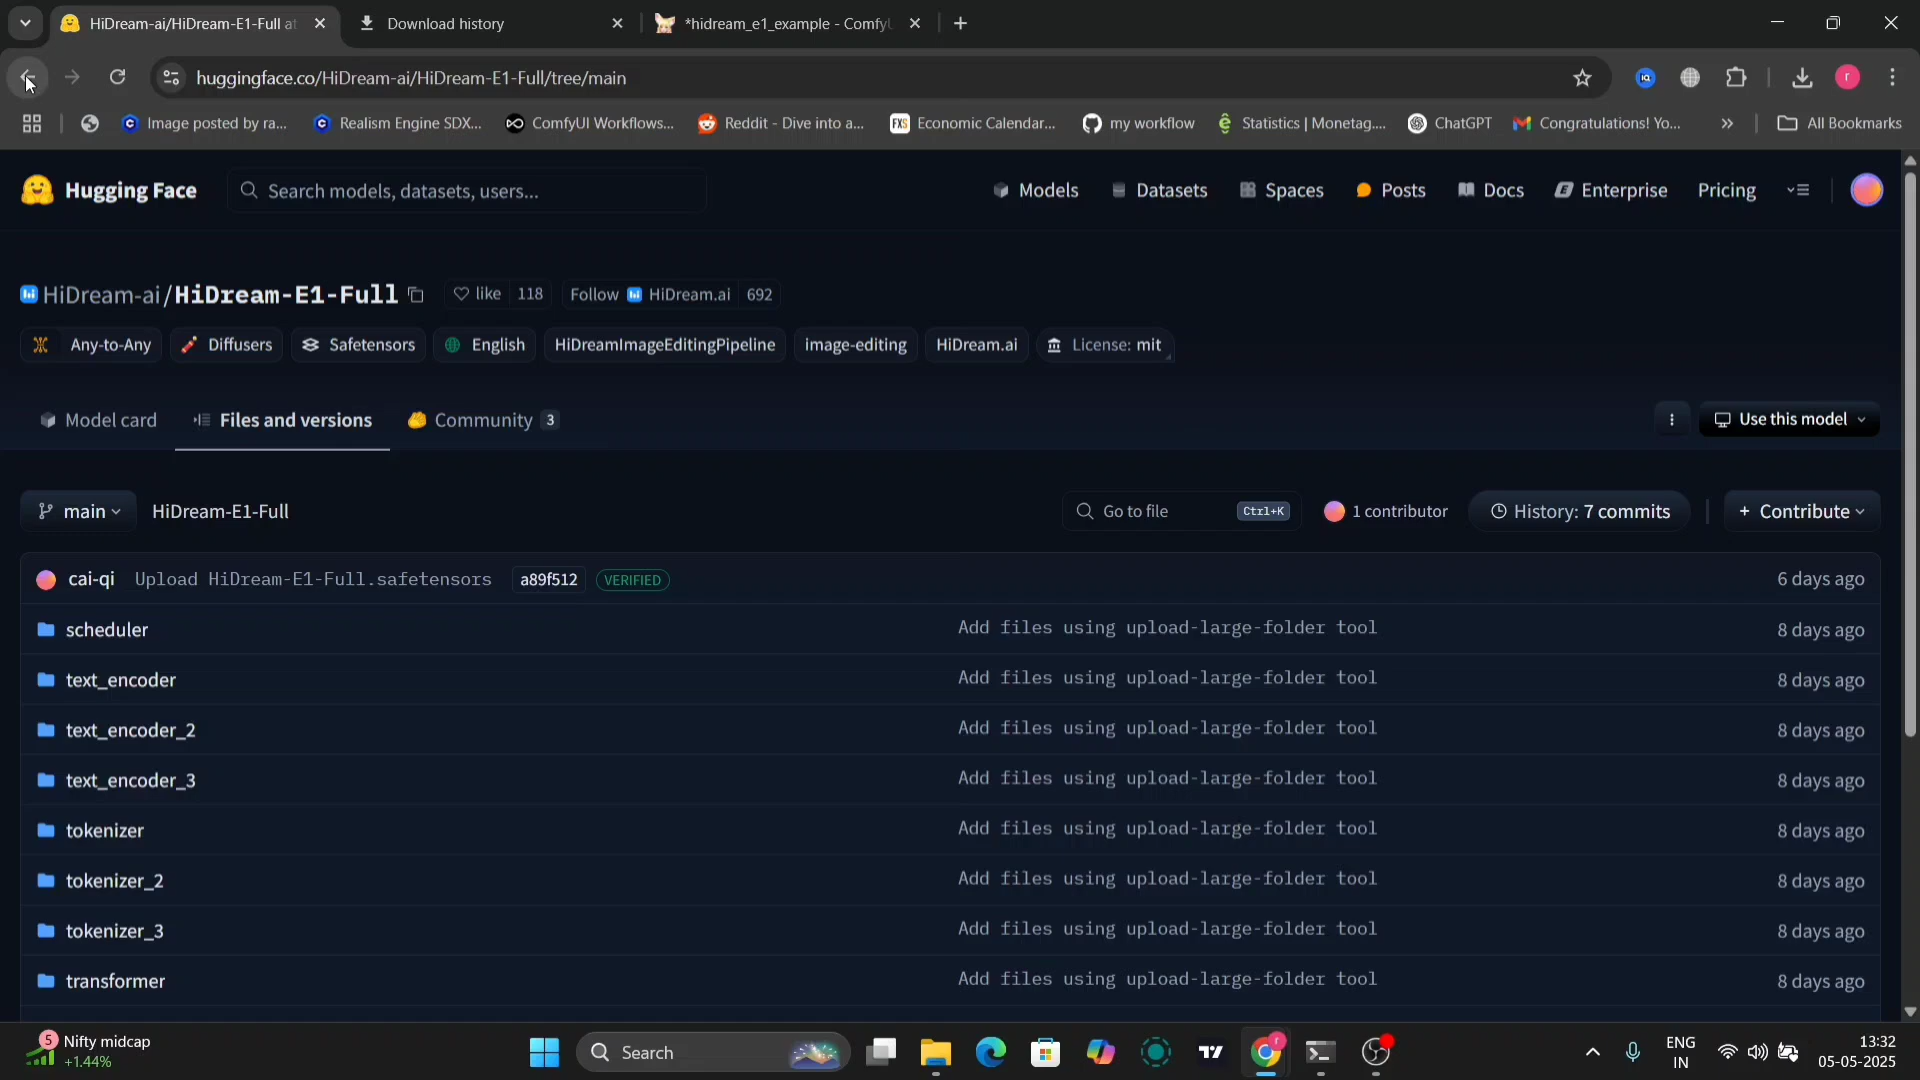 HiDream-ai/HiDream-E1-Full at
Download history
*hidream_e1_example - ComfyU
huggingface.co/HiDream-ai/HiDream-E1-Full/tree/main
r
Image posted by ra...
Realism Engine SDX...
ComfyUI Workflows...
Reddit - Dive into a...
FXS Economic Calendar...
my workflow
Statistics | Monetag....
ChatGPT
Congratulations! Yo...
»
All Bookmarks
Hugging Face
Search models, datasets, users...
Models
Datasets
Spaces
Posts
Docs
Enterprise
Pricing
HiDream-ai/HiDream-E1-Full
like 118
Follow HiDream.ai 692
Any-to-Any
Diffusers
Safetensors
English
HiDreamImageEditingPipeline
image-editing
HiDream.ai
License: mit
Model card
Files and versions
Community 3
Use this model
main
HiDream-E1-Full
Go to file Ctrl+K
1 contributor
History: 7 commits
+ Contribute
cai-qi Upload HiDream-E1-Full.safetensors a89f512 VERIFIED 6 days ago
scheduler Add files using upload-large-folder tool 8 days ago
text_encoder Add files using upload-large-folder tool 8 days ago
text_encoder_2 Add files using upload-large-folder tool 8 days ago
text_encoder_3 Add files using upload-large-folder tool 8 days ago
tokenizer Add files using upload-large-folder tool 8 days ago
tokenizer_2 Add files using upload-large-folder tool 8 days ago
tokenizer_3 Add files using upload-large-folder tool 8 days ago
transformer Add files using upload-large-folder tool 8 days ago
5
Nifty midcap
+1.44%
Search
r
ENG
IN
13:32
05-05-2025